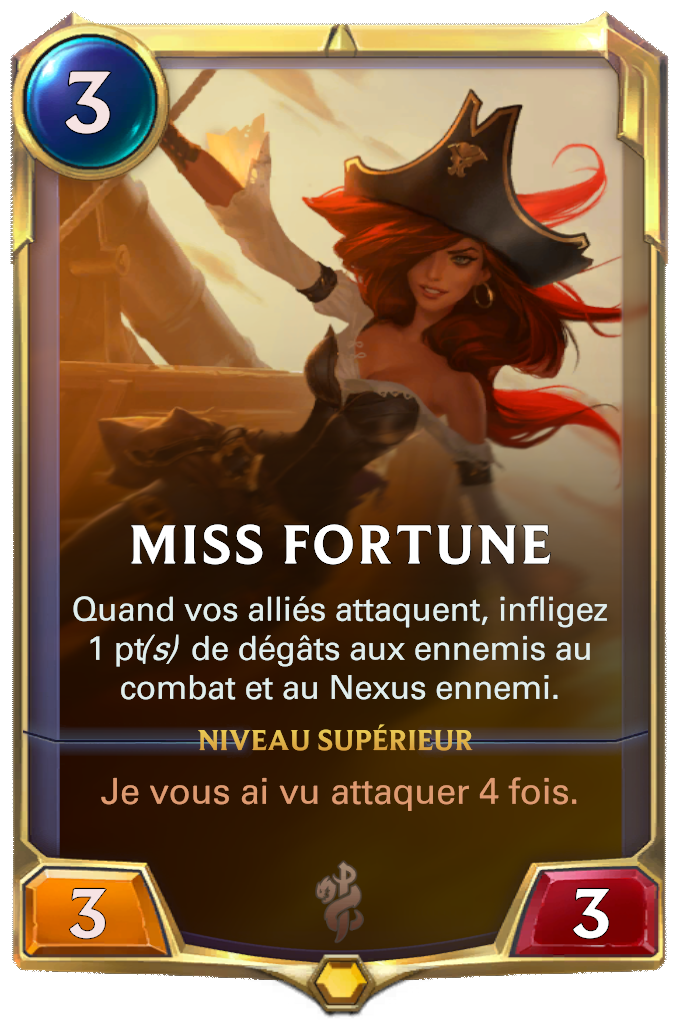 3
MISS FORTUNE
Quand vos alliés attaquent, infligez
1 pt(s) de dégâts aux ennemis au
combat et au Nexus ennemi.
NIVEAU SUPÉRIEUR
Je vous ai vu attaquer 4 fois.
3 3